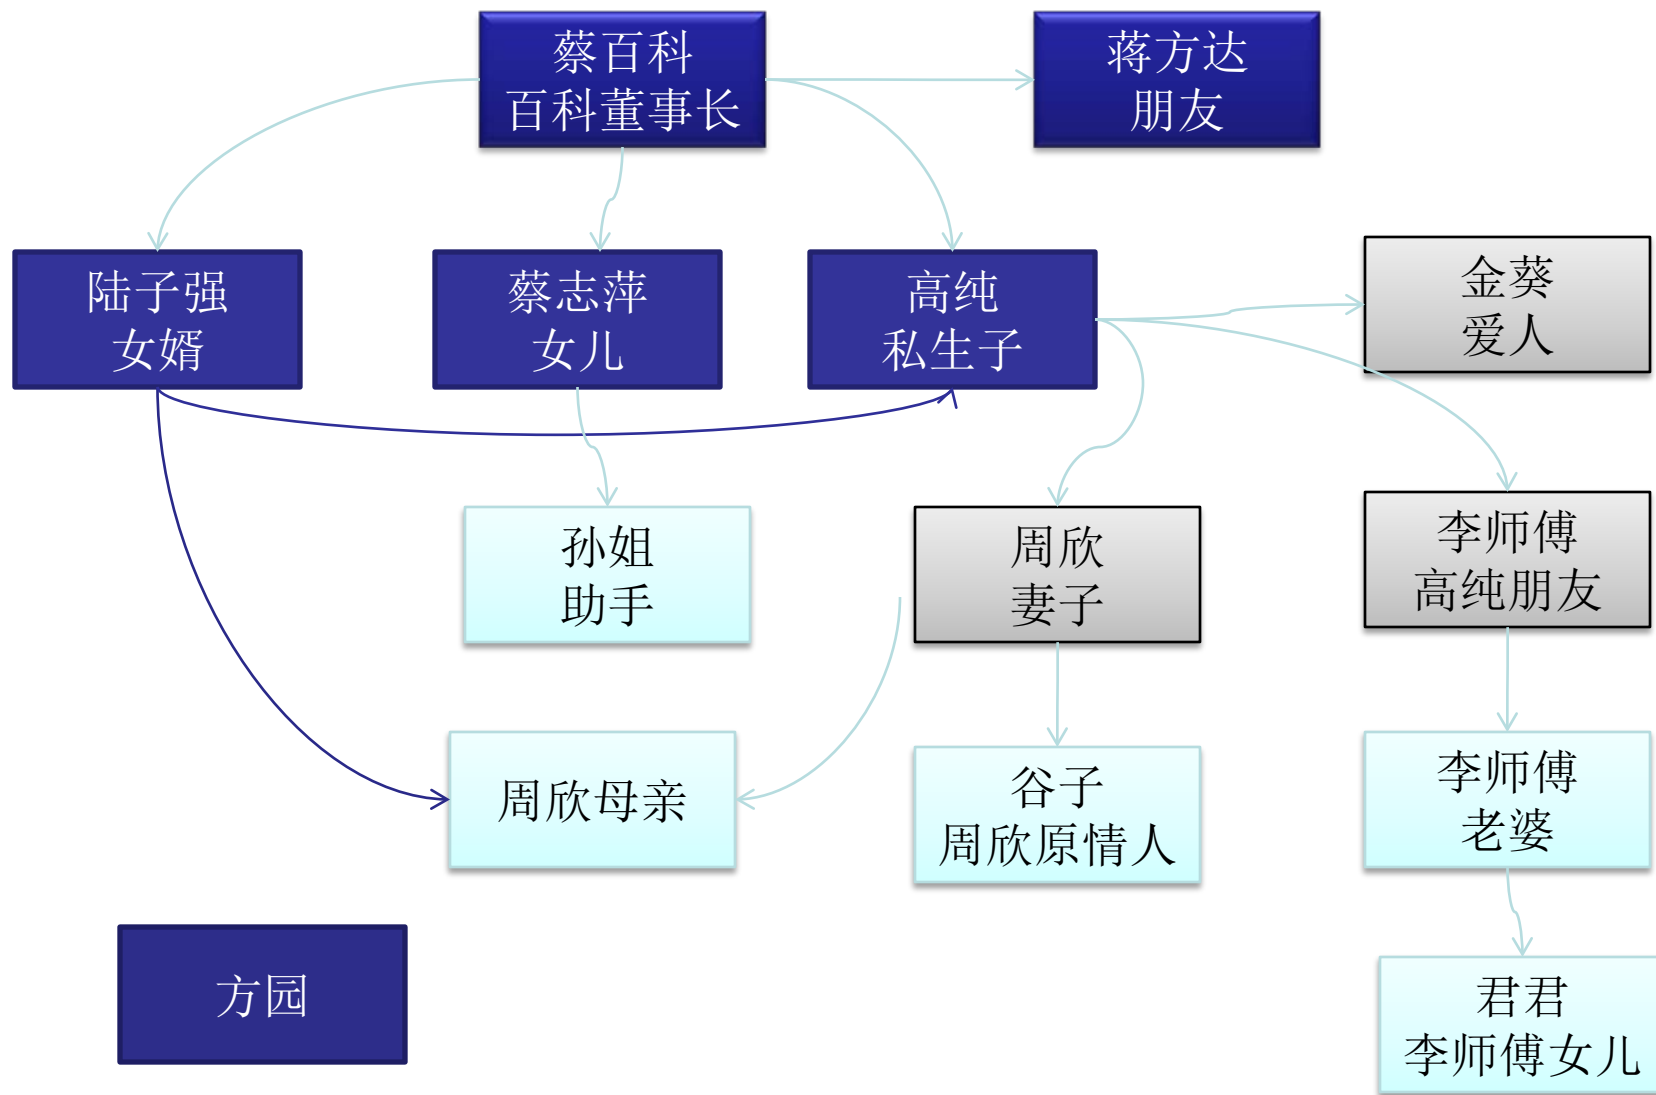 蔡百科
百科董事长
蒋方达
朋友
陆子强
女婿
蔡志萍
女儿
高纯
私生子
金葵
爱人
孙姐
助手
周欣
妻子
李师傅
高纯朋友
周欣母亲
谷子
周欣原情人
李师傅
老婆
方园
君君
李师傅女儿